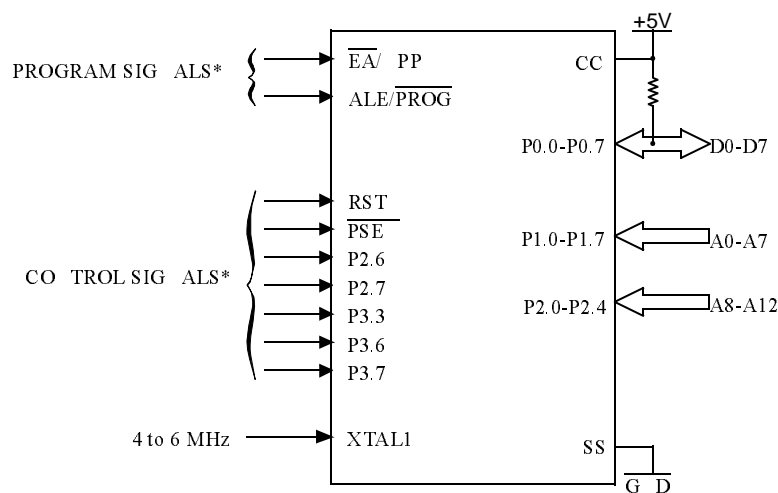 +5V
PROGRAM SIG ALS*
EA/ PP
ALE/PROG
CC
P0.0-P0.7
D0-D7
RST
PSE
P2.6
P2.7
P3.3
P3.6
P3.7
CO TROL SIG ALS*
P1.0-P1.7
A0-A7
P2.0-P2.4
A8-A12
4 to 6 MHz
XTAL1
SS
G D